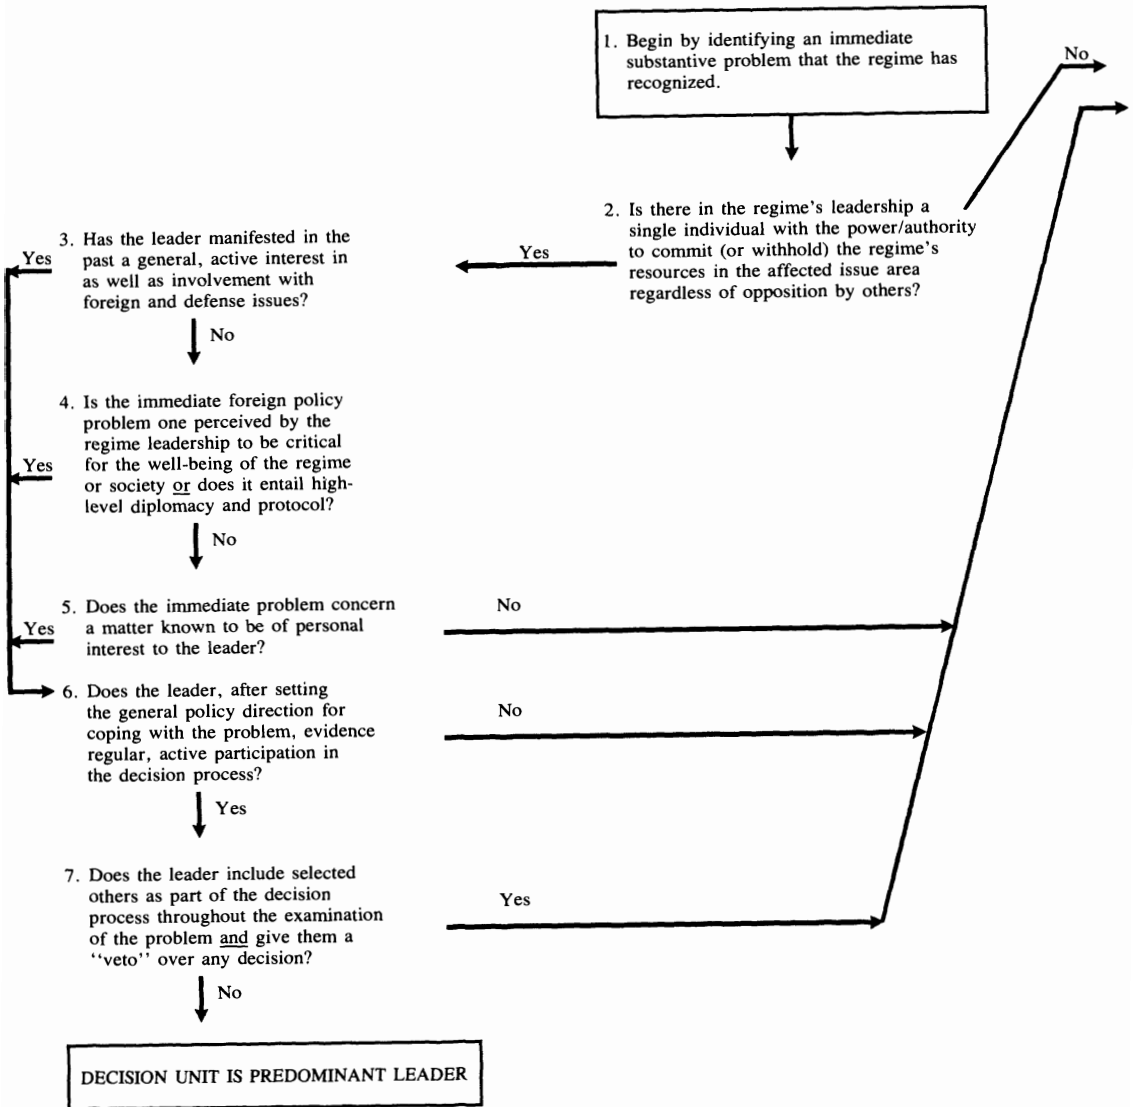 1. Begin by identifying an immediate
substantive problem that the regime has
recognized.
No
2. Is there in the regime's leadership a
single individual with the power/authority
to commit (or withhold) the regime's
resources in the affected issue area
regardless of opposition by others?
Yes
3. Has the leader manifested in the
past a general, active interest in
as well as involvement with
foreign and defense issues?
Yes
No
4. Is the immediate foreign policy
problem one perceived by the
regime leadership to be critical
for the well-being of the regime
or society or does it entail high-
level diplomacy and protocol?
Yes
No
5. Does the immediate problem concern
a matter known to be of personal
interest to the leader?
Yes
No
6. Does the leader, after setting
the general policy direction for
coping with the problem, evidence
regular, active participation in
the decision process?
No
Yes
7. Does the leader include selected
others as part of the decision
process throughout the examination
of the problem and give them a
‘‘veto’’ over any decision?
Yes
No
DECISION UNIT IS PREDOMINANT LEADER